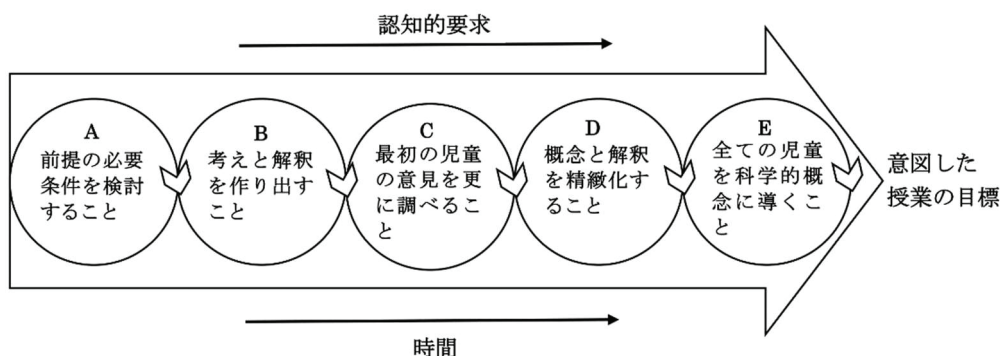 認知的要求
A
前提の必要
条件を検討
すること
B
考えと解釈
を作り出す
こと
C
最初の児童
の意見を更
に調べるこ
と
D
概念と解釈
を精緻化す
ること
E
全ての児童
を科学的概
念に導くこ
と
意図した
授業の目標
時間